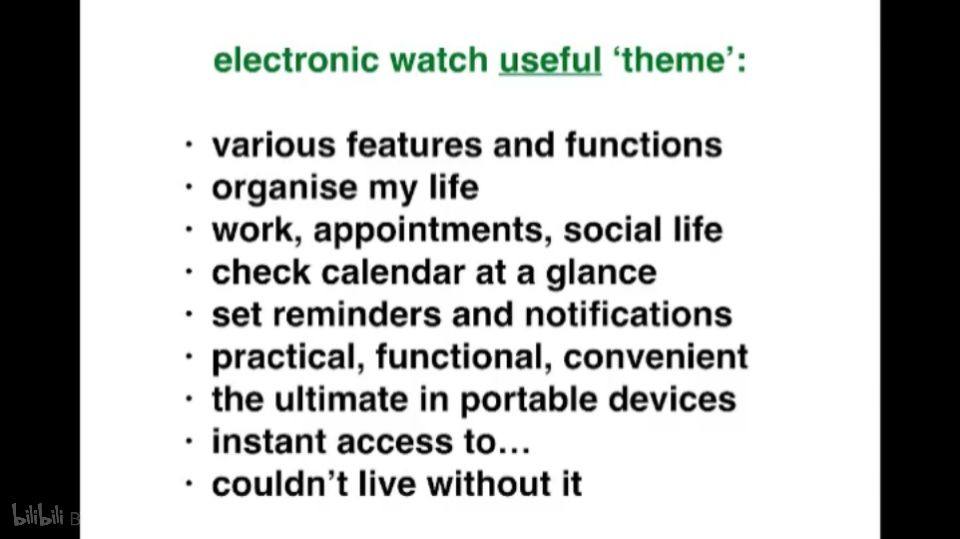 electronic watch useful ‘theme’:
· various features and functions
· organise my life
· work, appointments, social life
· check calendar at a glance
· set reminders and notifications
· practical, functional, convenient
· the ultimate in portable devices
· instant access to...
· couldn’t live without it
bilibili B